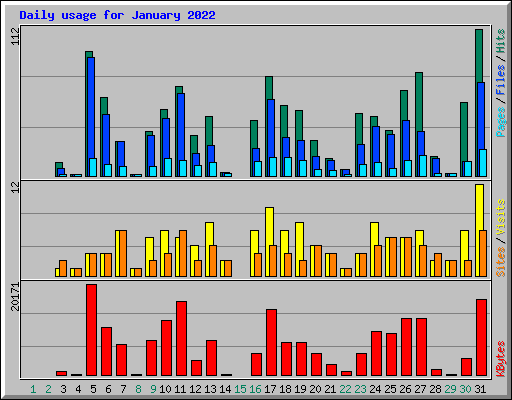 Daily usage for January 2022
112
Pages / Files / Hits
12
Sites / Visits
20171
KBytes
1 2 3 4 5 6 7 8 9 10 11 12 13 14 15 16 17 18 19 20 21 22 23 24 25 26 27 28 29 30 31